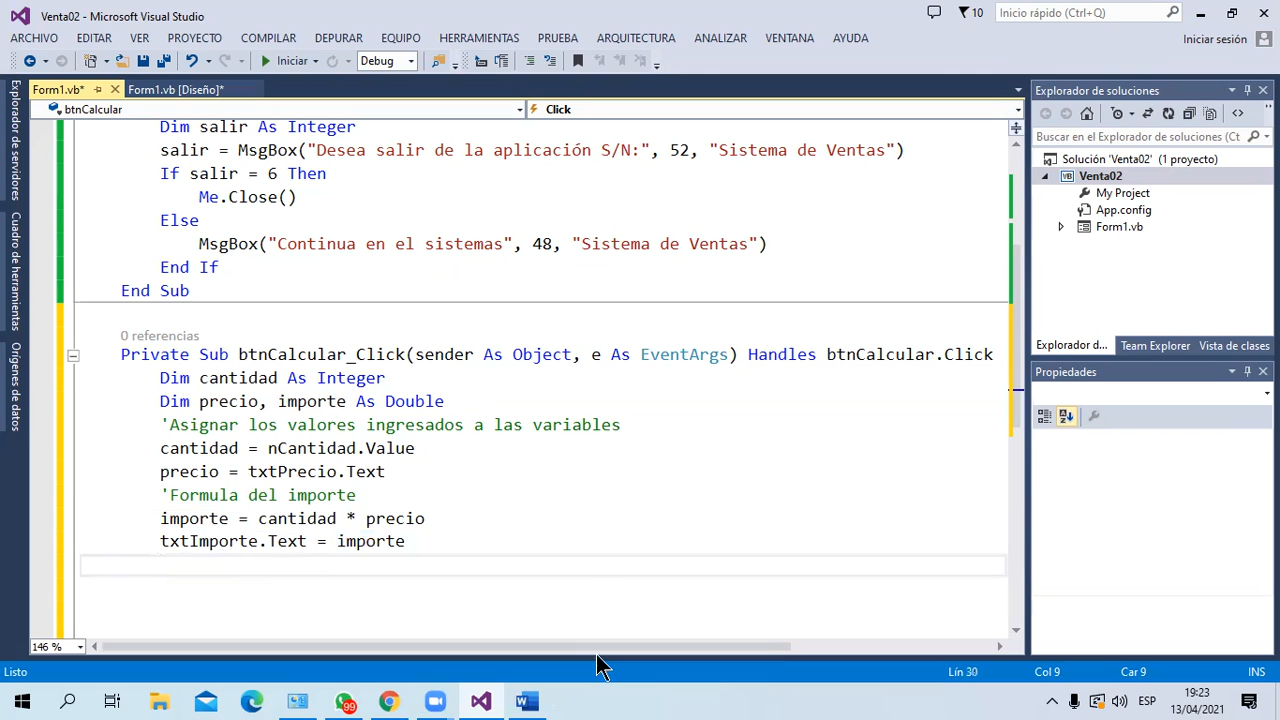 Venta02 - Microsoft Visual Studio
10
Inicio rápido (Ctrl+Q)
ARCHIVO EDITAR VER PROYECTO COMPILAR DEPURAR EQUIPO HERRAMIENTAS PRUEBA ARQUITECTURA ANALIZAR VENTANA AYUDA
Iniciar sesión
Iniciar Debug
Form1.vb* Form1.vb [Diseño]*
btnCalcular Click
Explorador de servidores
Cuadro de herramientas
Orígenes de datos
Dim salir As Integer
salir = MsgBox("Desea salir de la aplicación S/N:", 52, "Sistema de Ventas")
If salir = 6 Then
Me.Close()
Else
MsgBox("Continua en el sistemas", 48, "Sistema de Ventas")
End If
End Sub
0 referencias
Private Sub btnCalcular_Click(sender As Object, e As EventArgs) Handles btnCalcular.Click
Dim cantidad As Integer
Dim precio, importe As Double
'Asignar los valores ingresados a las variables
cantidad = nCantidad.Value
precio = txtPrecio.Text
'Formula del importe
importe = cantidad * precio
txtImporte.Text = importe
146 %
Explorador de soluciones
Buscar en el Explorador de soluciones (Ct
Solución 'Venta02' (1 proyecto)
Venta02
My Project
App.config
Form1.vb
Explorador d... Team Explorer Vista de clases
Propiedades
Listo Lín 30 Col 9 Car 9 INS
99
ESP
19:23
13/04/2021